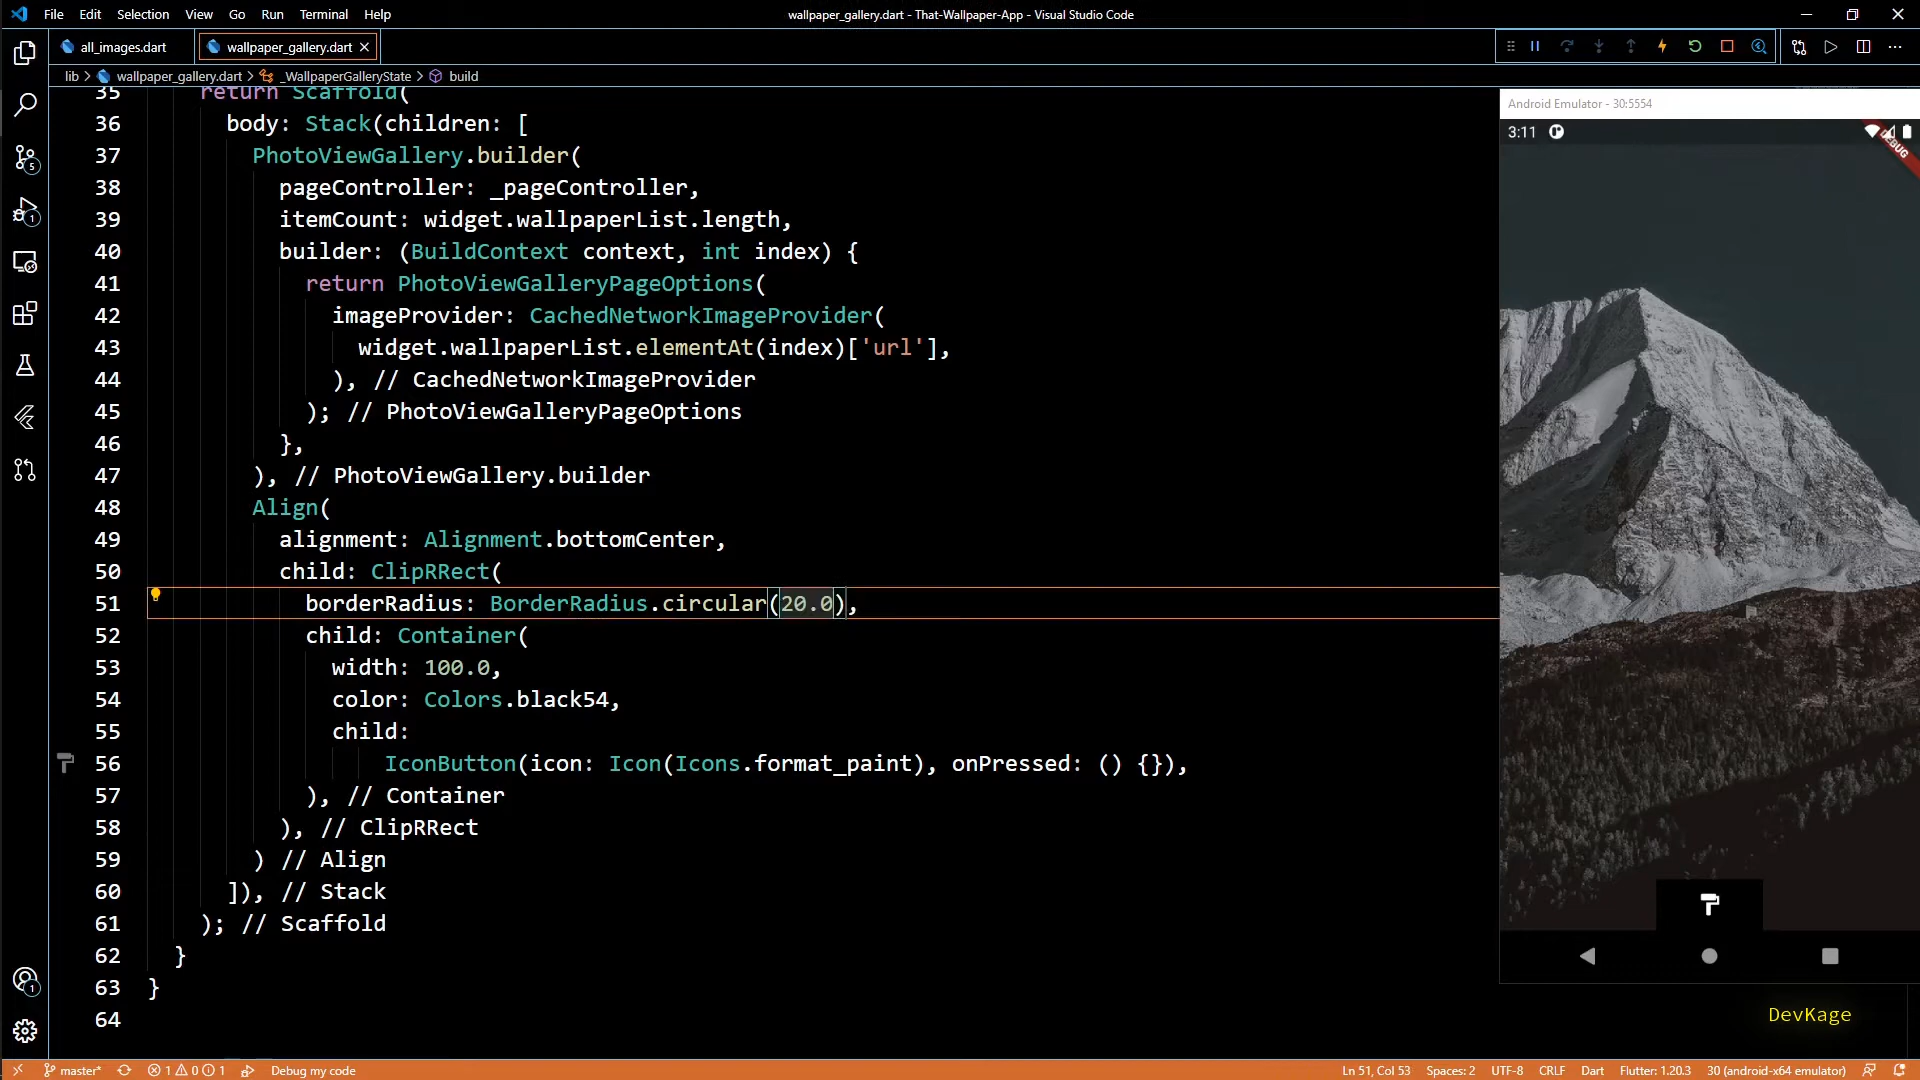 File Edit Selection View Go Run Terminal Help
wallpaper_gallery.dart - That-Wallpaper-App - Visual Studio Code
all_images.dart
wallpaper_gallery.dart
lib > wallpaper_gallery.dart > _WallpaperGalleryState > build
35 return Scaffold(
36 body: Stack(children: [
37 PhotoViewGallery.builder(
38 pageController: _pageController,
39 itemCount: widget.wallpaperList.length,
40 builder: (BuildContext context, int index) {
41 return PhotoViewGalleryPageOptions(
42 imageProvider: CachedNetworkImageProvider(
43 widget.wallpaperList.elementAt(index)['url'],
44 ), // CachedNetworkImageProvider
45 ); // PhotoViewGalleryPageOptions
46 },
47 ), // PhotoViewGallery.builder
48 Align(
49 alignment: Alignment.bottomCenter,
50 child: ClipRRect(
51 borderRadius: BorderRadius.circular(20.0),
52 child: Container(
53 width: 100.0,
54 color: Colors.black54,
55 child:
56 IconButton(icon: Icon(Icons.format_paint), onPressed: () {}),
57 ), // Container
58 ), // ClipRRect
59 ) // Align
60 ]), // Stack
61 ); // Scaffold
62 }
63 }
64
5
1
1
Android Emulator - 30:5554
3:11
DEBUG
DevKage
master* 1 0 1 Debug my code
Ln 51, Col 53 Spaces: 2 UTF-8 CRLF Dart Flutter: 1.20.3 30 (android-x64 emulator)